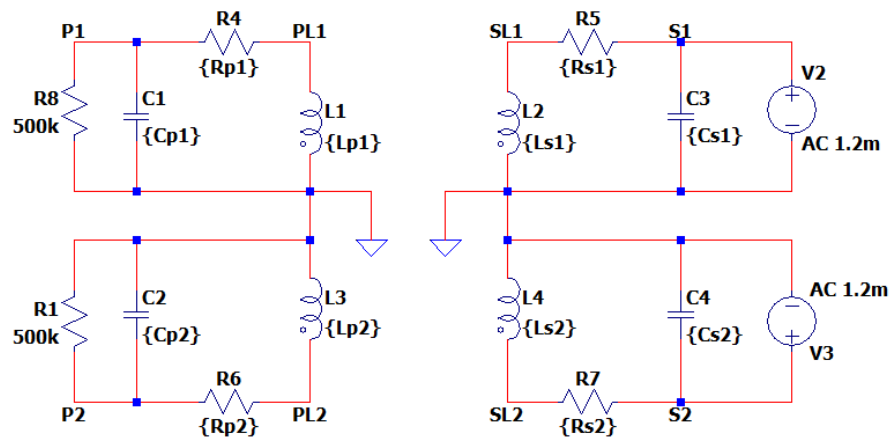 P1
R4
PL1
SL1
R5
S1
{Rp1}
{Rs1}
V2
R8
500k
C1
{Cp1}
L1
{Lp1}
L2
{Ls1}
C3
{Cs1}
AC 1.2m
R1
500k
C2
{Cp2}
L3
{Lp2}
L4
{Ls2}
C4
{Cs2}
AC 1.2m
V3
P2
R6
PL2
SL2
R7
S2
{Rp2}
{Rs2}